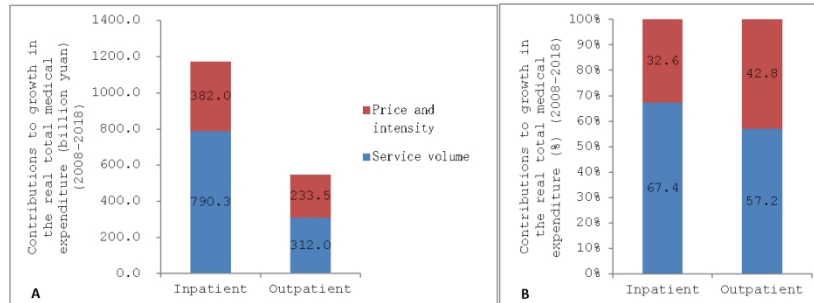 Contributions to growth in
the real total medical
expenditure (billion yuan)
(2008-2018)
1400.0
1200.0
1000.0
800.0
600.0
400.0
200.0
0.0
382.0
790.3
233.5
312.0
Inpatient
Outpatient
Price and
intensity
Service volume
A
Contributions to growth in
the real total medical
expenditure (%) (2008-2018)
100%
90%
80%
70%
60%
50%
40%
30%
20%
10%
0%
32.6
67.4
42.8
57.2
Inpatient
Outpatient
B